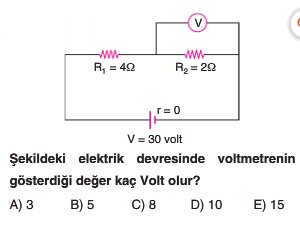 V
R₁ = 4Ω R₂ = 2Ω
r = 0
V = 30 volt
Şekildeki elektrik devresinde voltmetrenin
gösterdiği değer kaç Volt olur?
A) 3 B) 5 C) 8 D) 10 E) 15